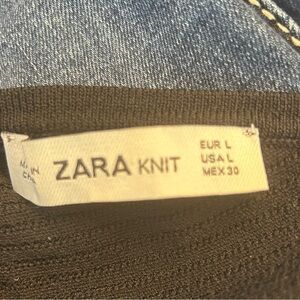 ZARA KNIT
EUR L
USA L
MEX 30